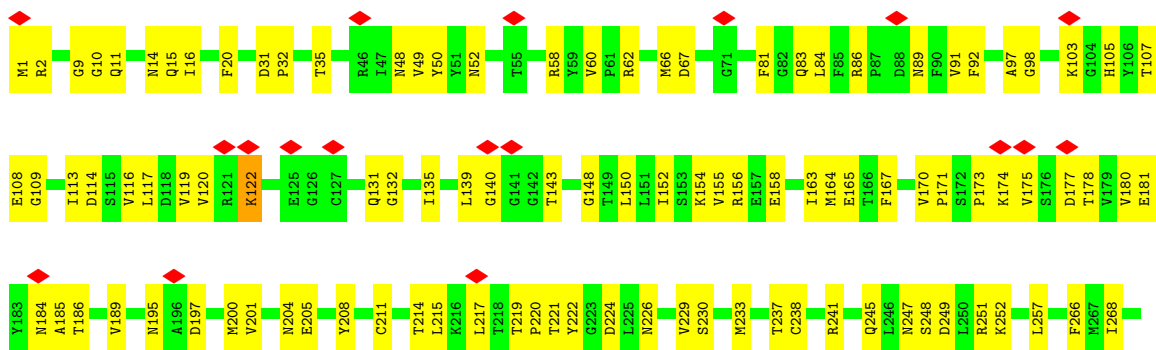 M1 R2 G9 G10 Q11 N14 Q15 I16 F20 D31 P32 T35 R46 I47 N48 V49 Y50 Y51 N52 T55 R58 Y59 V60 P61 R62 M66 D67 G71 F81 G82 Q83 L84 F85 R86 P87 D88 N89 F90 V91 F92 A97 G98 K103 G104 H105 Y106 T107
E108 G109 I113 D114 S115 V116 L117 D118 V119 V120 R121 K122 E125 G126 C127 Q131 G132 I135 L139 G140 G141 G142 T143 G148 T149 L150 L151 I152 S153 K154 V155 R156 E157 E158 I163 M164 E165 T166 F167 V170 P171 S172 P173 K174 V175 S176 D177 T178 V179 V180 E181
Y183 N184 A185 T186 V189 N195 A196 D197 M200 V201 N204 E205 Y208 C211 T214 L215 K216 L217 T218 T219 P220 T221 Y222 G223 D224 L225 N226 V229 S230 M233 T237 C238 R241 Q245 L246 N247 S248 D249 L250 R251 K252 L257 F266 M267 I268